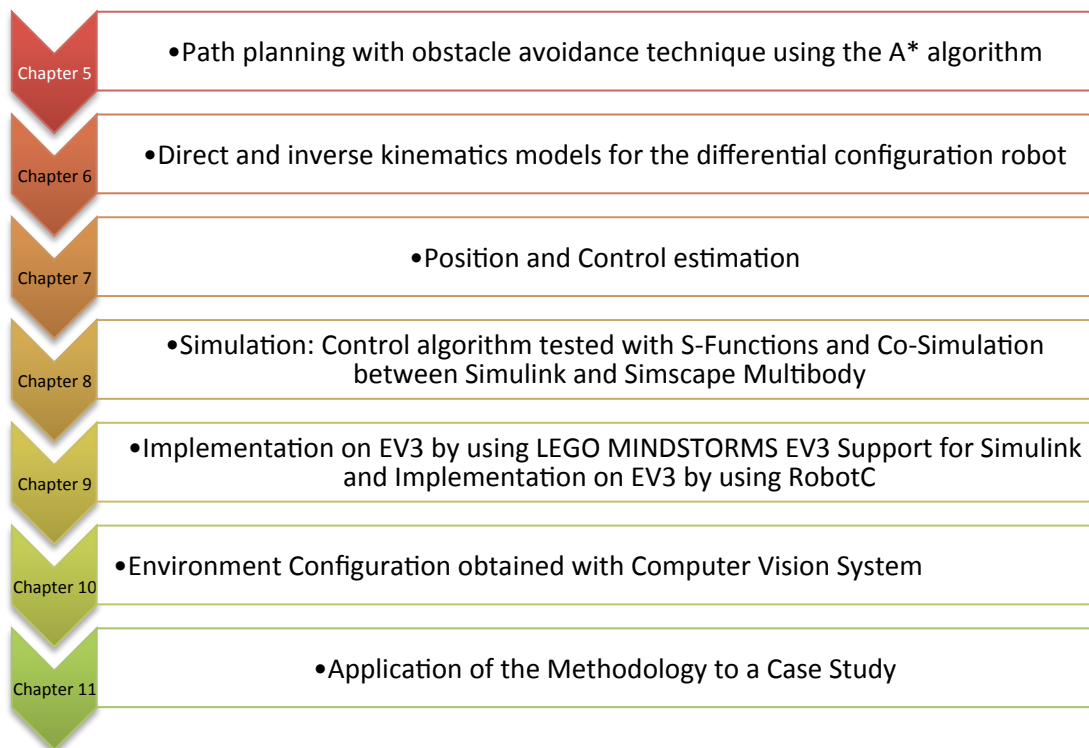 Chapter 5
•Path planning with obstacle avoidance technique using the A* algorithm
Chapter 6
•Direct and inverse kinematics models for the differential configuration robot
Chapter 7
•Position and Control estimation
Chapter 8
•Simulation: Control algorithm tested with S-Functions and Co-Simulation
between Simulink and Simscape Multibody
Chapter 9
•Implementation on EV3 by using LEGO MINDSTORMS EV3 Support for Simulink
and Implementation on EV3 by using RobotC
Chapter 10
•Environment Configuration obtained with Computer Vision System
Chapter 11
•Application of the Methodology to a Case Study